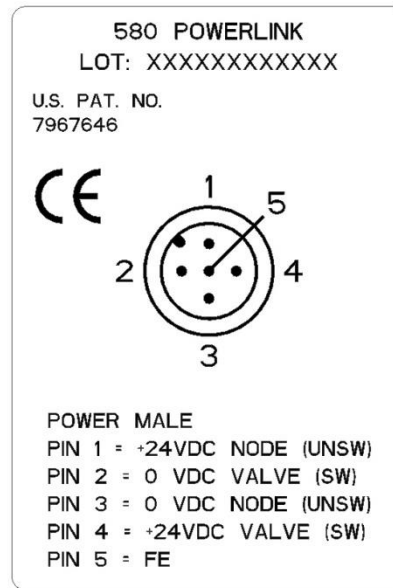 580 POWERLINK
LOT: XXXXXXXXXXXX
U.S. PAT. NO.
7967646
CE
1
5
2
4
3
POWER MALE
PIN 1 = +24VDC NODE (UNSW)
PIN 2 = 0 VDC VALVE (SW)
PIN 3 = 0 VDC NODE (UNSW)
PIN 4 = +24VDC VALVE (SW)
PIN 5 = FE